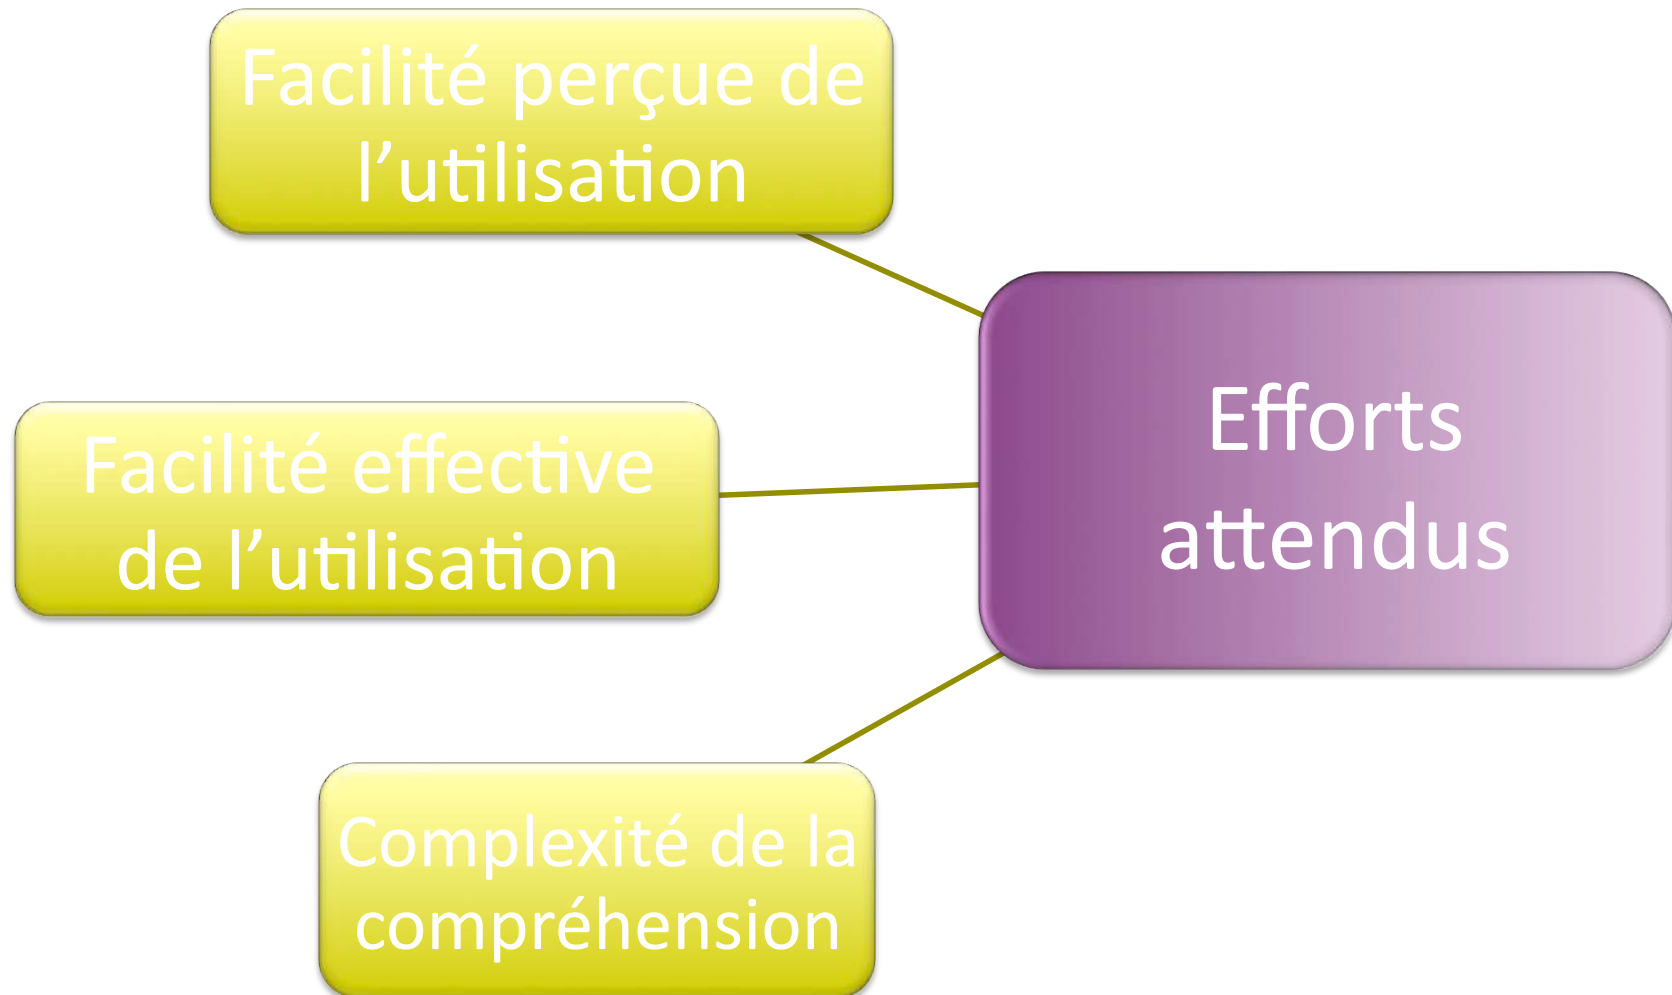 Facilité perçue de
l’utilisation
Efforts
attendus
Facilité effective
de l’utilisation
Complexité de la
compréhension